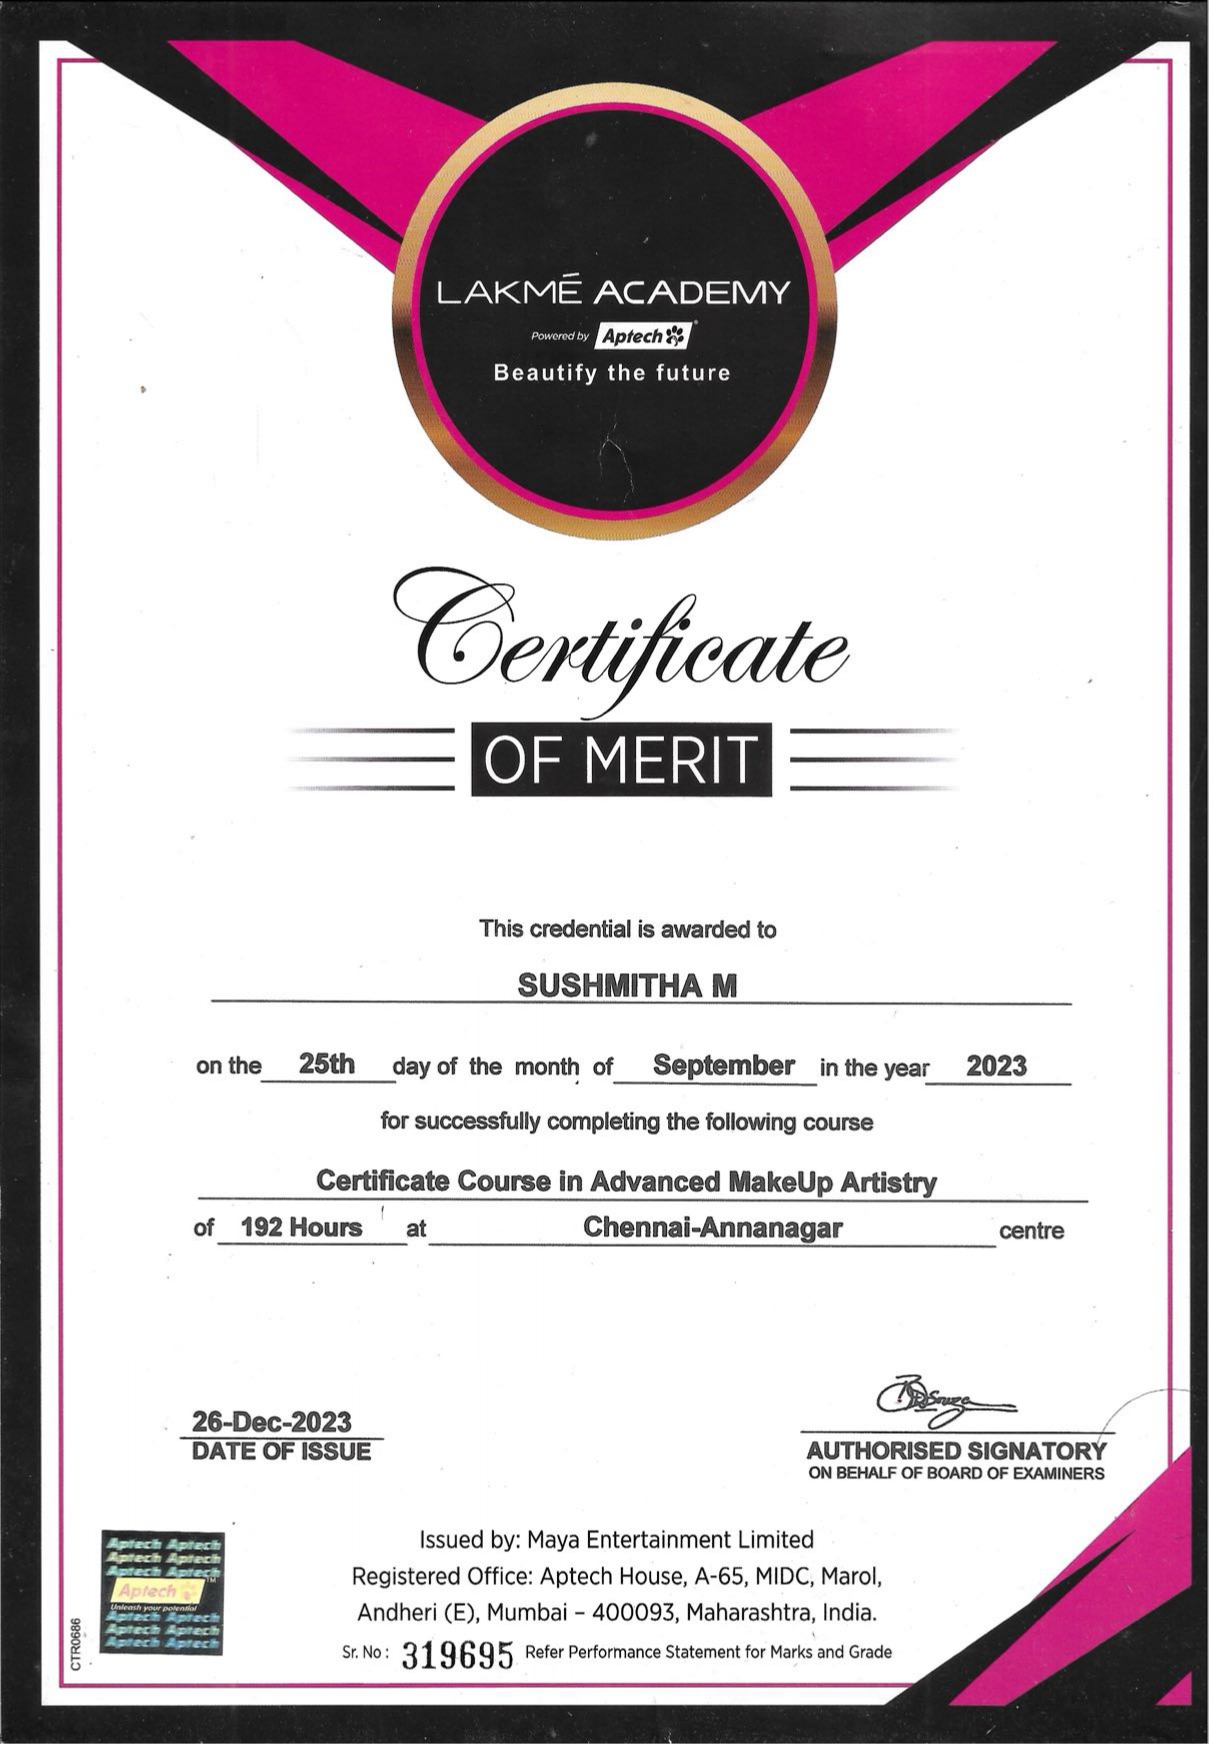 LAKMÉ ACADEMY
Powered by Aptech
Beautify the future
Certificate
OF MERIT
This credential is awarded to
SUSHMITHA M
on the 25th day of the month of September in the year 2023
for successfully completing the following course
Certificate Course in Advanced MakeUp Artistry
of 192 Hours at Chennai-Annanagar centre
26-Dec-2023
DATE OF ISSUE
AUTHORISED SIGNATORY
ON BEHALF OF BOARD OF EXAMINERS
Aptech Aptech
Aptech Aptech
Aptech Aptech
Aptech TM
Unleash your potential
Aptech Aptech
Aptech Aptech
Aptech Aptech
CTR0686
Issued by: Maya Entertainment Limited
Registered Office: Aptech House, A-65, MIDC, Marol,
Andheri (E), Mumbai – 400093, Maharashtra, India.
Sr. No : 319695 Refer Performance Statement for Marks and Grade